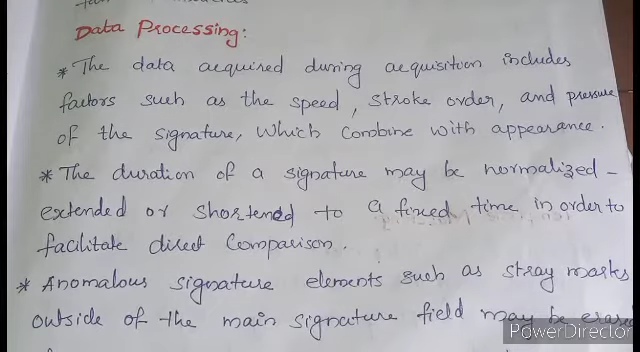 Data Processing:
* The data acquired during acquisition includes
factors such as the speed, stroke order, and pressure
of the signature, which combine with appearance.
* The duration of a signature may be normalized -
extended or shortened to a fixed time in order to
facilitate direct comparison.
* Anomalous signature elements such as stray marks
outside of the main signature field may be erased
PowerDirector